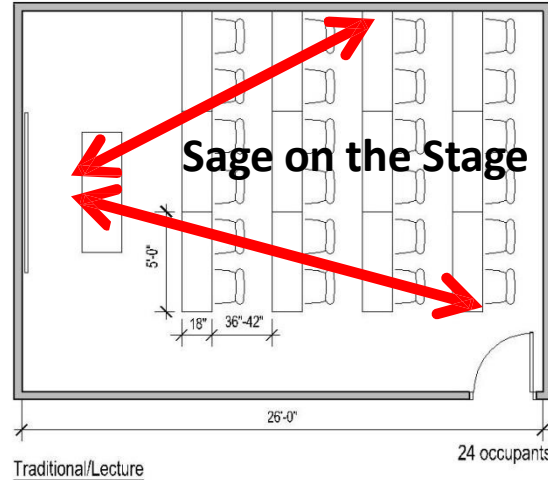 Sage on the Stage
5'-0"
18"
36"-42"
26'-0"
24 occupants
Traditional/Lecture